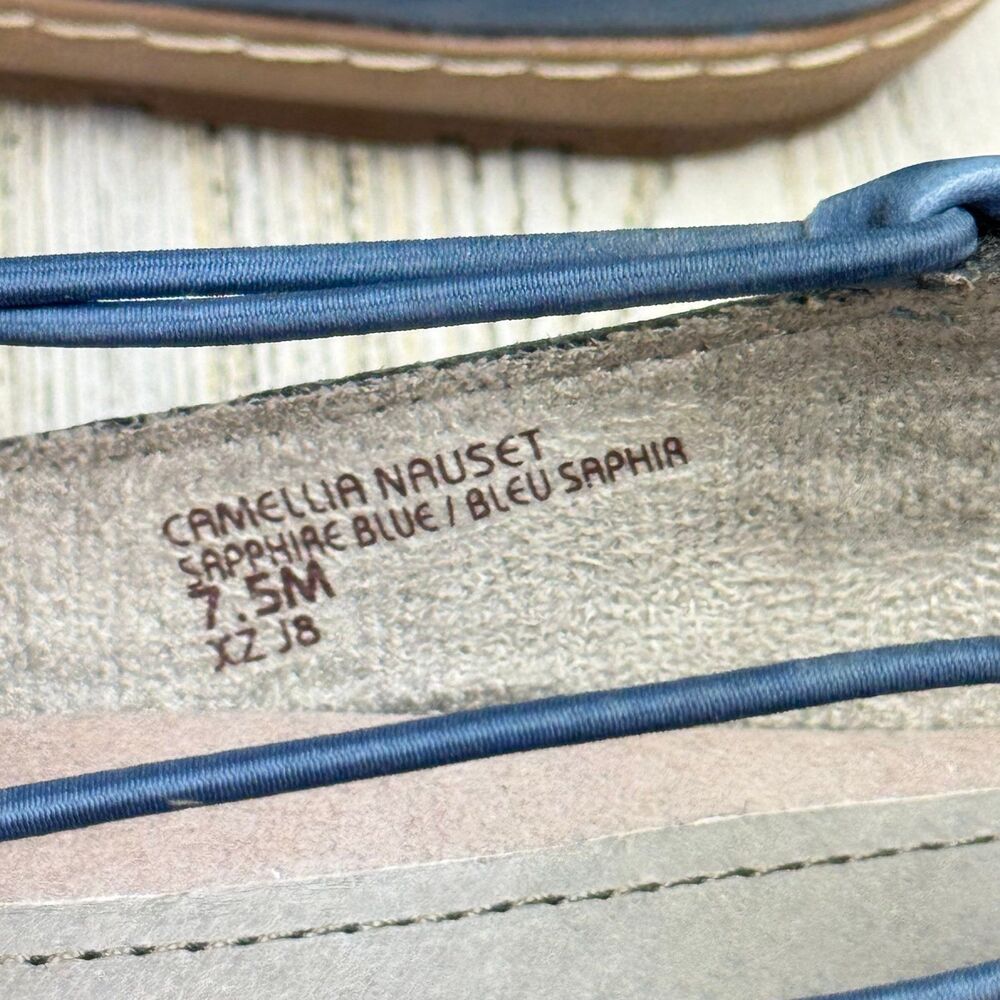 CAMELLIA NAUSET
SAPPHIRE BLUE / BLEU SAPHIR
7.5M
XZ J8